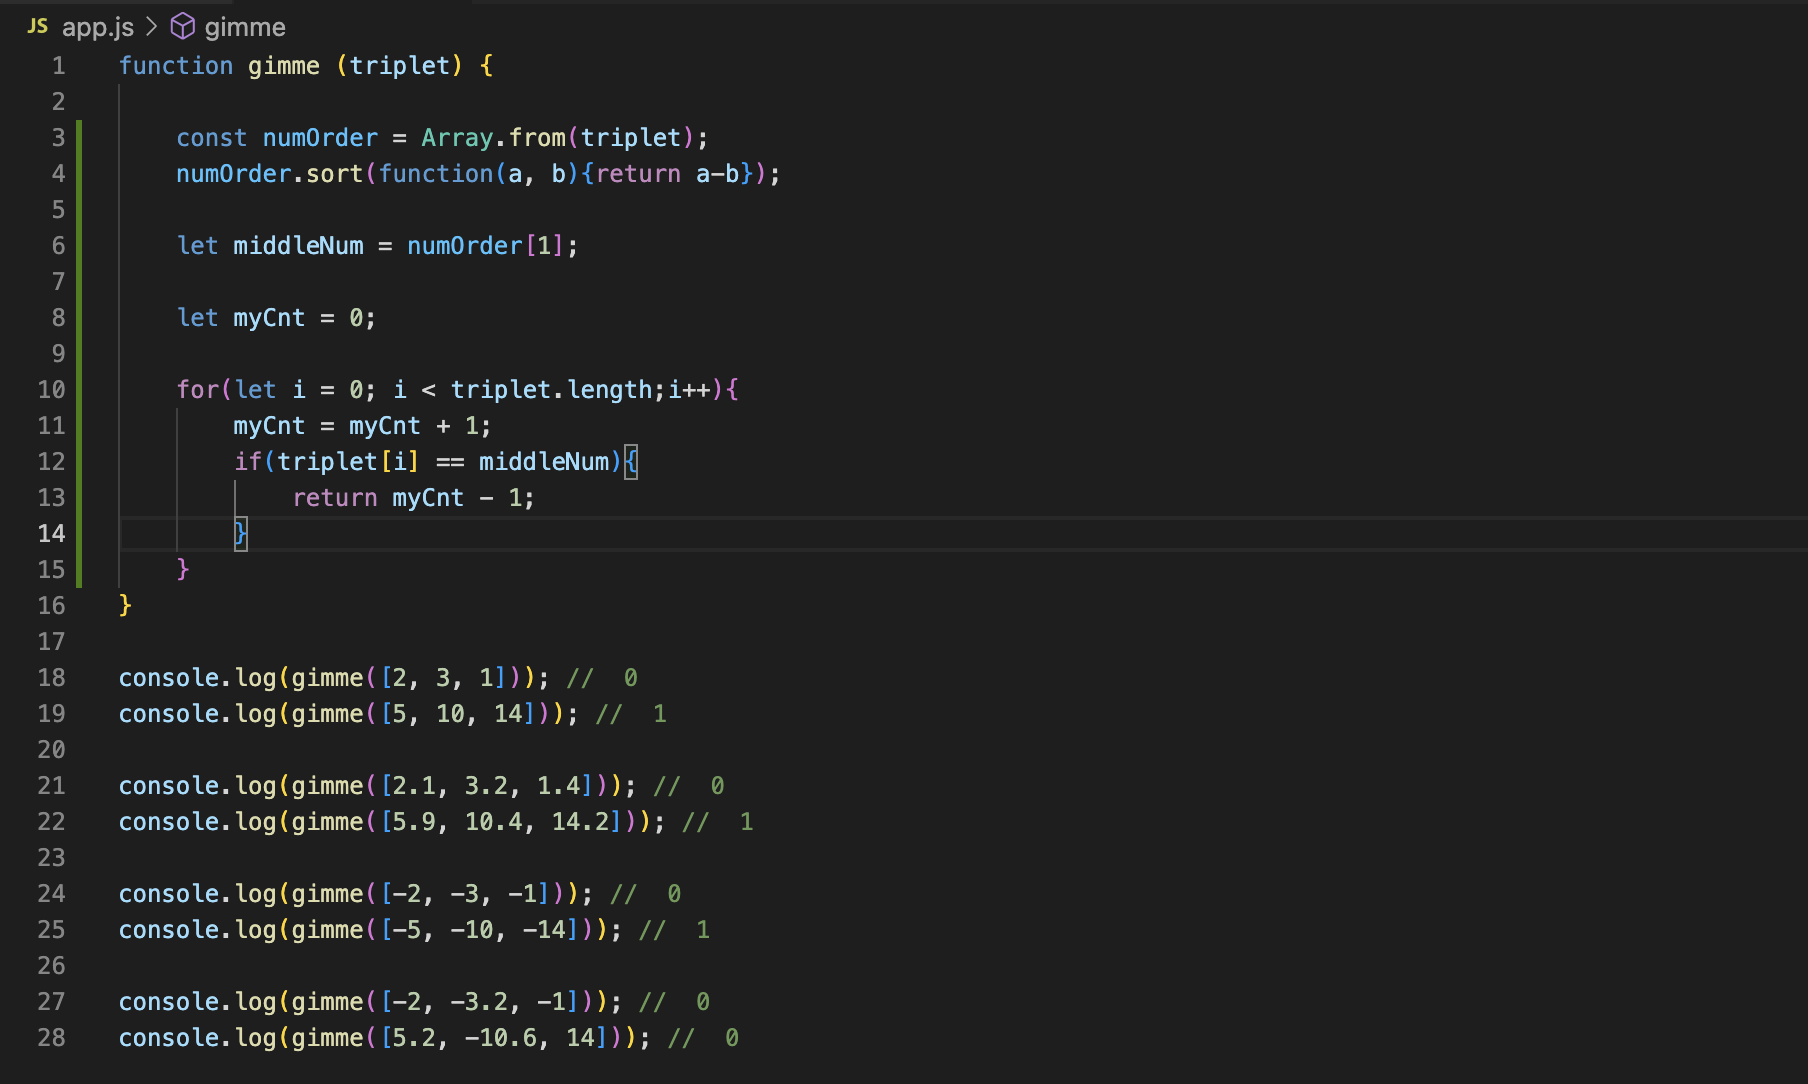 JS app.js > gimme
1 function gimme (triplet) {
2
3 const numOrder = Array.from(triplet);
4 numOrder.sort(function(a, b){return a-b});
5
6 let middleNum = numOrder[1];
7
8 let myCnt = 0;
9
10 for(let i = 0; i < triplet.length;i++){
11 myCnt = myCnt + 1;
12 if(triplet[i] == middleNum){
13 return myCnt - 1;
14 }
15 }
16 }
17
18 console.log(gimme([2, 3, 1])); //  0
19 console.log(gimme([5, 10, 14])); //  1
20
21 console.log(gimme([2.1, 3.2, 1.4])); //  0
22 console.log(gimme([5.9, 10.4, 14.2])); //  1
23
24 console.log(gimme([-2, -3, -1])); //  0
25 console.log(gimme([-5, -10, -14])); //  1
26
27 console.log(gimme([-2, -3.2, -1])); //  0
28 console.log(gimme([5.2, -10.6, 14])); //  0